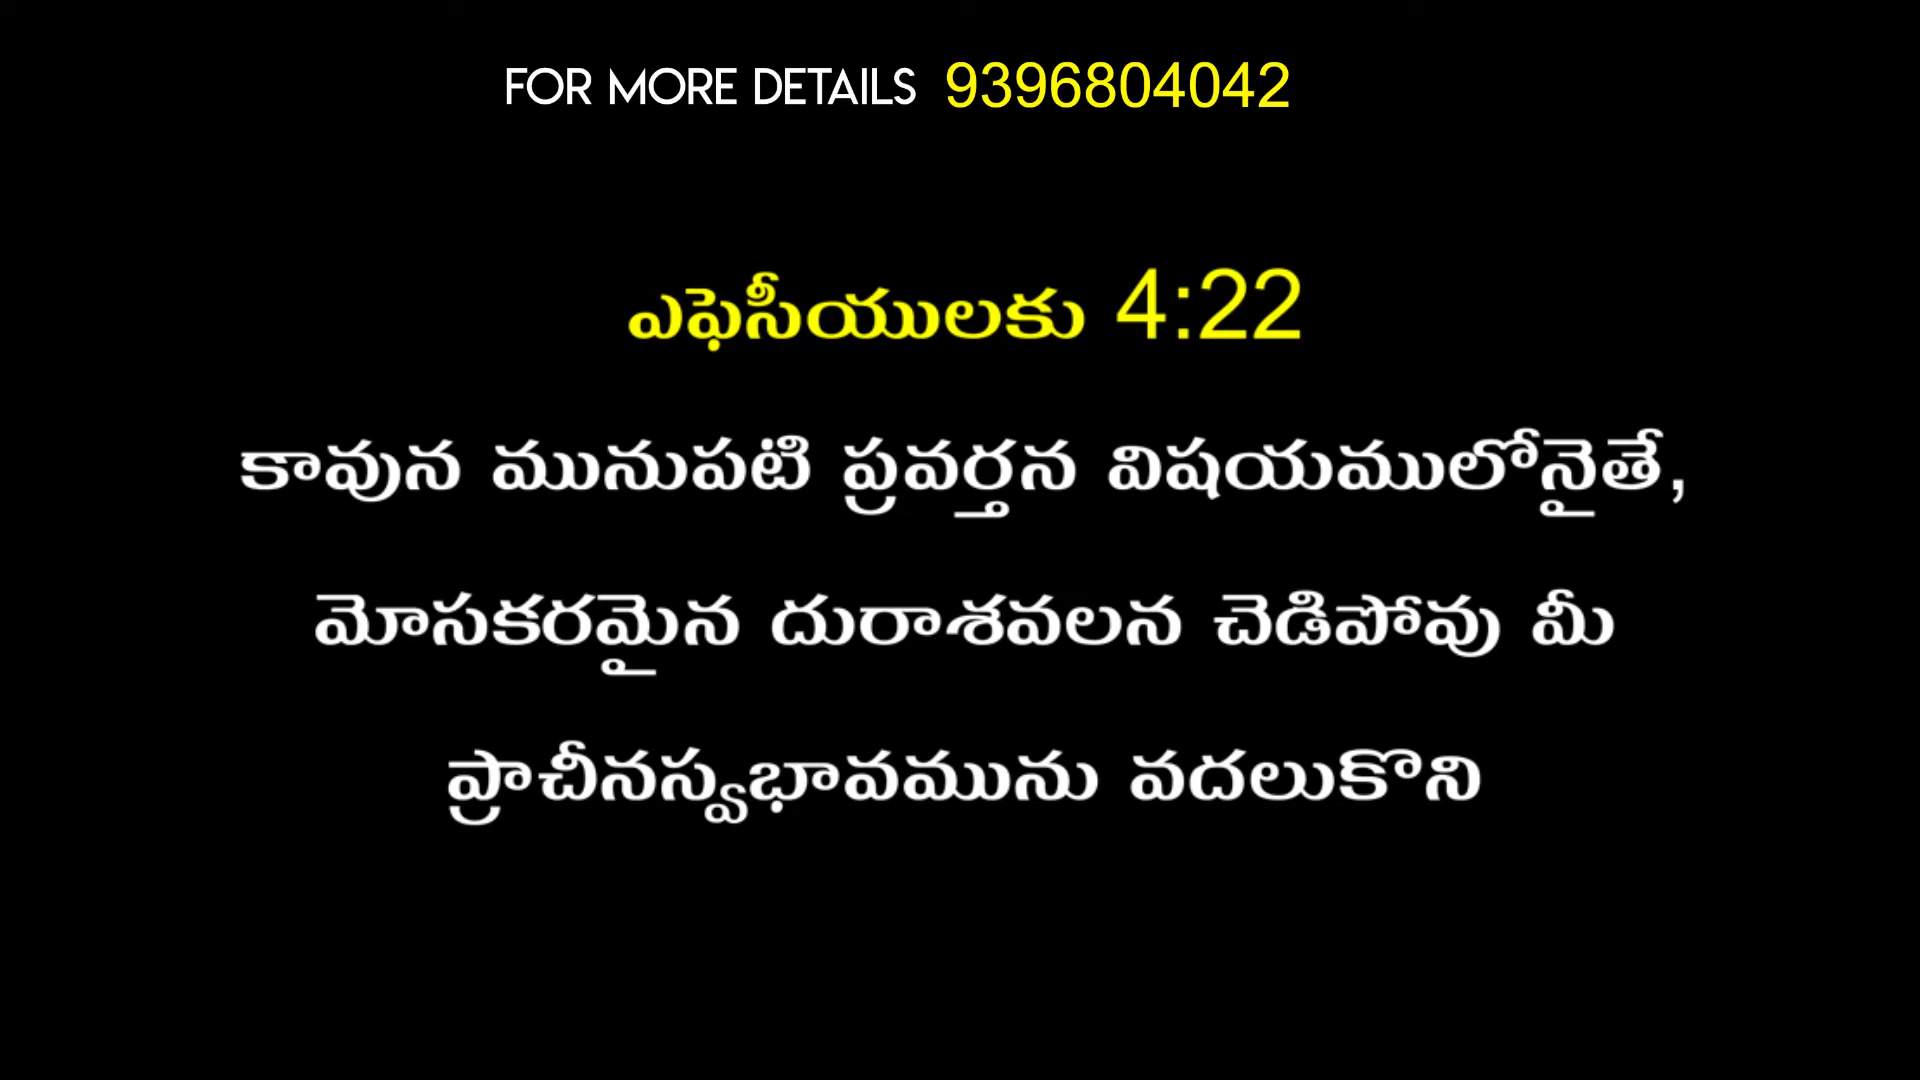 FOR MORE DETAILS 9396804042
ఎఫెసీయులకు 4:22
కావున మునుపటి ప్రవర్తన విషయములోనైతే,
మోసకరమైన దురాశవలన చెడిపోవు మీ
ప్రాచీనస్వభావమును వదలుకొని